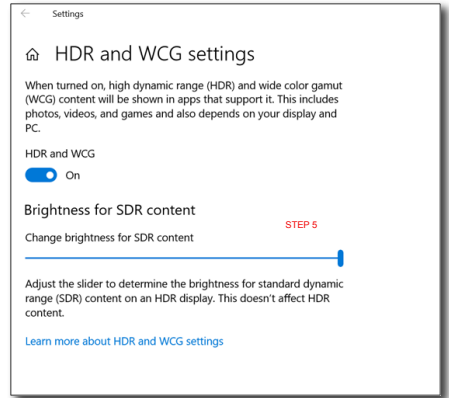 Settings
HDR and WCG settings
When turned on, high dynamic range (HDR) and wide color gamut
(WCG) content will be shown in apps that support it. This includes
photos, videos, and games and also depends on your display and
PC.
HDR and WCG
On
Brightness for SDR content
STEP 5
Change brightness for SDR content
Adjust the slider to determine the brightness for standard dynamic
range (SDR) content on an HDR display. This doesn't affect HDR
content.
Learn more about HDR and WCG settings